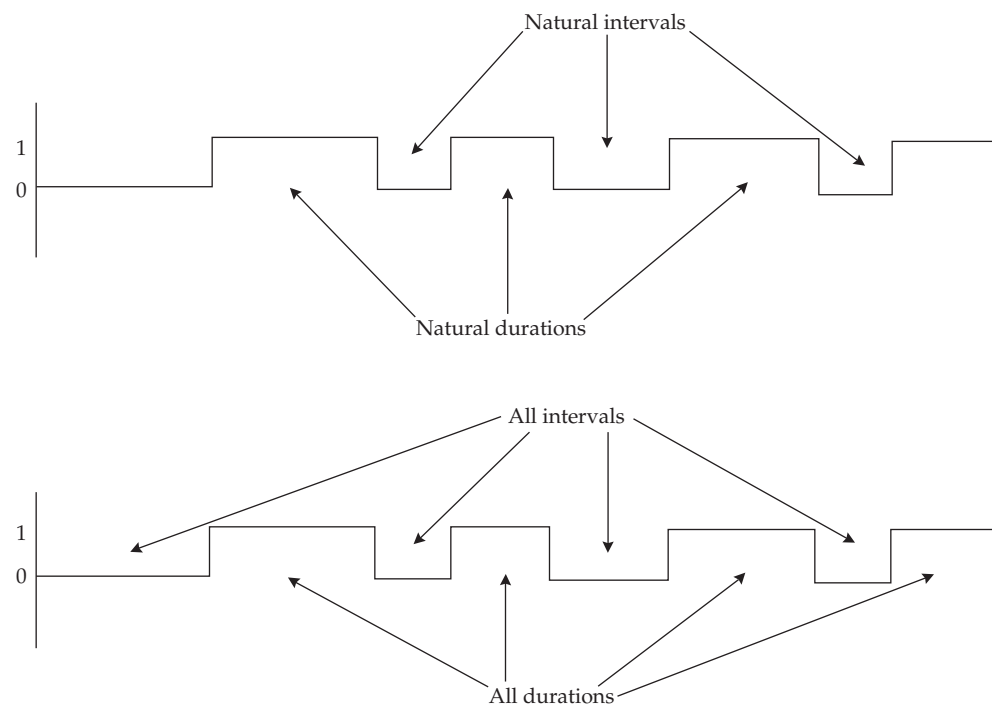 Natural intervals
1
0
Natural durations
All intervals
1
0
All durations